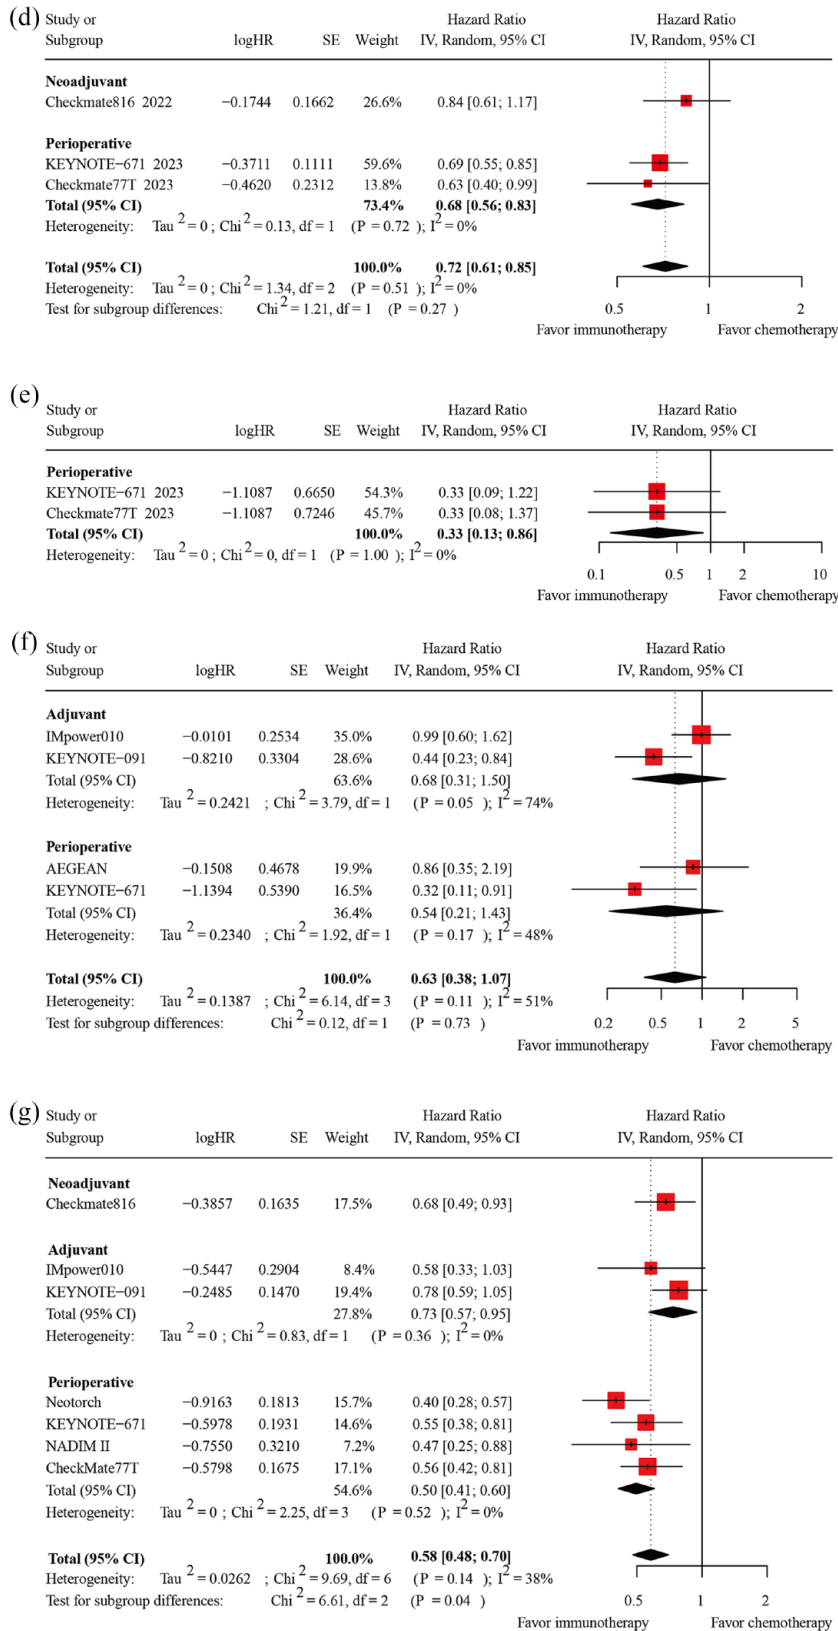 (d) Study or Hazard Ratio Hazard Ratio
Subgroup logHR SE Weight IV, Random, 95% CI IV, Random, 95% CI
Neoadjuvant
Checkmate816 2022 −0.1744 0.1662 26.6% 0.84 [0.61; 1.17]
Perioperative
KEYNOTE−671 2023 −0.3711 0.1111 59.6% 0.69 [0.55; 0.85]
Checkmate77T 2023 −0.4620 0.2312 13.8% 0.63 [0.40; 0.99]
Total (95% CI) 73.4% 0.68 [0.56; 0.83]
Heterogeneity: Tau 2 = 0 ; Chi 2 = 0.13, df = 1 (P = 0.72 ); I2 = 0%
Total (95% CI) 100.0% 0.72 [0.61; 0.85]
Heterogeneity: Tau 2 = 0 ; Chi 2 = 1.34, df = 2 (P = 0.51 ); I2 = 0%
Test for subgroup differences: Chi 2 = 1.21, df = 1 (P = 0.27 )
0.5 1 2
Favor immunotherapy Favor chemotherapy
(e) Study or Hazard Ratio Hazard Ratio
Subgroup logHR SE Weight IV, Random, 95% CI IV, Random, 95% CI
Perioperative
KEYNOTE−671 2023 −1.1087 0.6650 54.3% 0.33 [0.09; 1.22]
Checkmate77T 2023 −1.1087 0.7246 45.7% 0.33 [0.08; 1.37]
Total (95% CI) 100.0% 0.33 [0.13; 0.86]
Heterogeneity: Tau 2 = 0 ; Chi 2 = 0, df = 1 (P = 1.00 ); I2 = 0%
0.1 0.5 1 2 10
Favor immunotherapy Favor chemotherapy
(f) Study or Hazard Ratio Hazard Ratio
Subgroup logHR SE Weight IV, Random, 95% CI IV, Random, 95% CI
Adjuvant
IMpower010 −0.0101 0.2534 35.0% 0.99 [0.60; 1.62]
KEYNOTE−091 −0.8210 0.3304 28.6% 0.44 [0.23; 0.84]
Total (95% CI) 63.6% 0.68 [0.31; 1.50]
Heterogeneity: Tau 2 = 0.2421 ; Chi 2 = 3.79, df = 1 (P = 0.05 ); I2 = 74%
Perioperative
AEGEAN −0.1508 0.4678 19.9% 0.86 [0.35; 2.19]
KEYNOTE−671 −1.1394 0.5390 16.5% 0.32 [0.11; 0.91]
Total (95% CI) 36.4% 0.54 [0.21; 1.43]
Heterogeneity: Tau 2 = 0.2340 ; Chi 2 = 1.92, df = 1 (P = 0.17 ); I2 = 48%
Total (95% CI) 100.0% 0.63 [0.38; 1.07]
Heterogeneity: Tau 2 = 0.1387 ; Chi 2 = 6.14, df = 3 (P = 0.11 ); I2 = 51%
Test for subgroup differences: Chi 2 = 0.12, df = 1 (P = 0.73 )
0.2 0.5 1 2 5
Favor immunotherapy Favor chemotherapy
(g) Study or Hazard Ratio Hazard Ratio
Subgroup logHR SE Weight IV, Random, 95% CI IV, Random, 95% CI
Neoadjuvant
Checkmate816 −0.3857 0.1635 17.5% 0.68 [0.49; 0.93]
Adjuvant
IMpower010 −0.5447 0.2904 8.4% 0.58 [0.33; 1.03]
KEYNOTE−091 −0.2485 0.1470 19.4% 0.78 [0.59; 1.05]
Total (95% CI) 27.8% 0.73 [0.57; 0.95]
Heterogeneity: Tau 2 = 0 ; Chi 2 = 0.83, df = 1 (P = 0.36 ); I2 = 0%
Perioperative
Neotorch −0.9163 0.1813 15.7% 0.40 [0.28; 0.57]
KEYNOTE−671 −0.5978 0.1931 14.6% 0.55 [0.38; 0.81]
NADIM II −0.7550 0.3210 7.2% 0.47 [0.25; 0.88]
CheckMate77T −0.5798 0.1675 17.1% 0.56 [0.42; 0.81]
Total (95% CI) 54.6% 0.50 [0.41; 0.60]
Heterogeneity: Tau 2 = 0 ; Chi 2 = 2.25, df = 3 (P = 0.52 ); I2 = 0%
Total (95% CI) 100.0% 0.58 [0.48; 0.70]
Heterogeneity: Tau 2 = 0.0262 ; Chi 2 = 9.69, df = 6 (P = 0.14 ); I2 = 38%
Test for subgroup differences: Chi 2 = 6.61, df = 2 (P = 0.04 )
0.5 1 2
Favor immunotherapy Favor chemotherapy